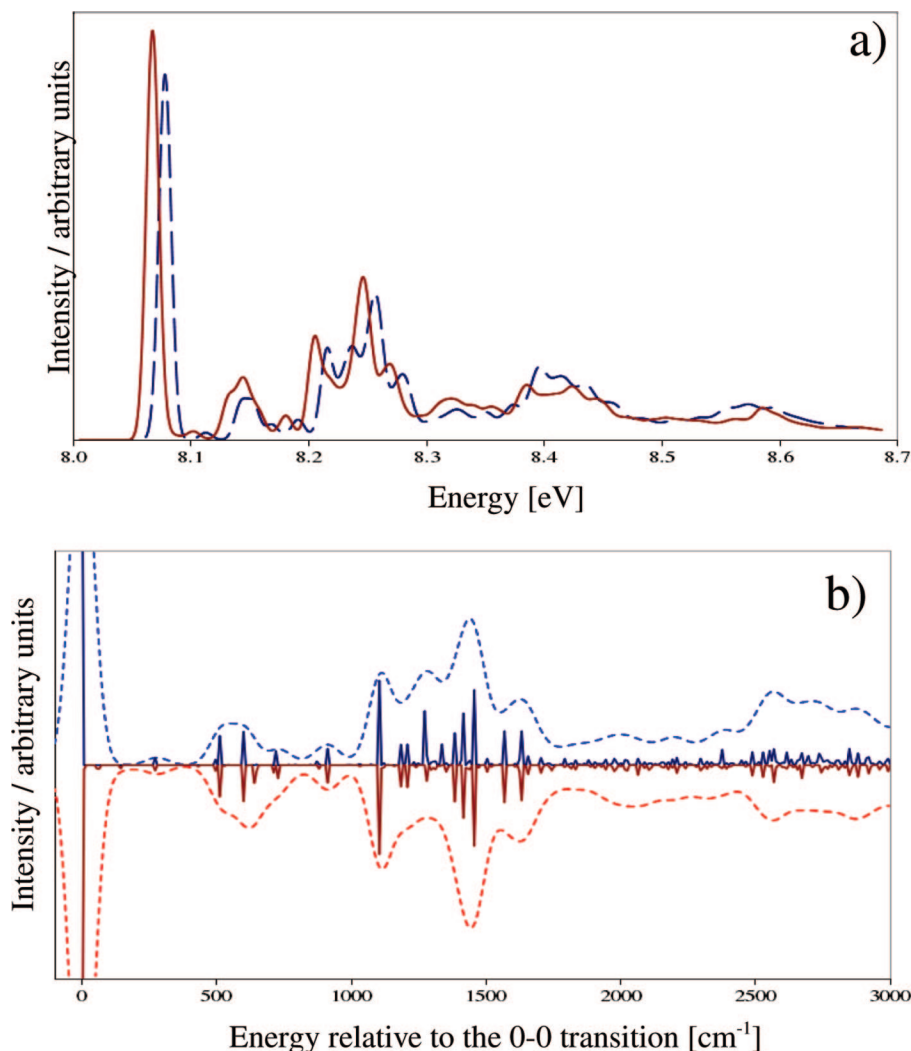 a)
Intensity / arbitrary units
8.0 8.1 8.2 8.3 8.4 8.5 8.6 8.7
Energy [eV]
b)
Intensity / arbitrary units
0 500 1000 1500 2000 2500 3000
Energy relative to the 0-0 transition [cm⁻¹]